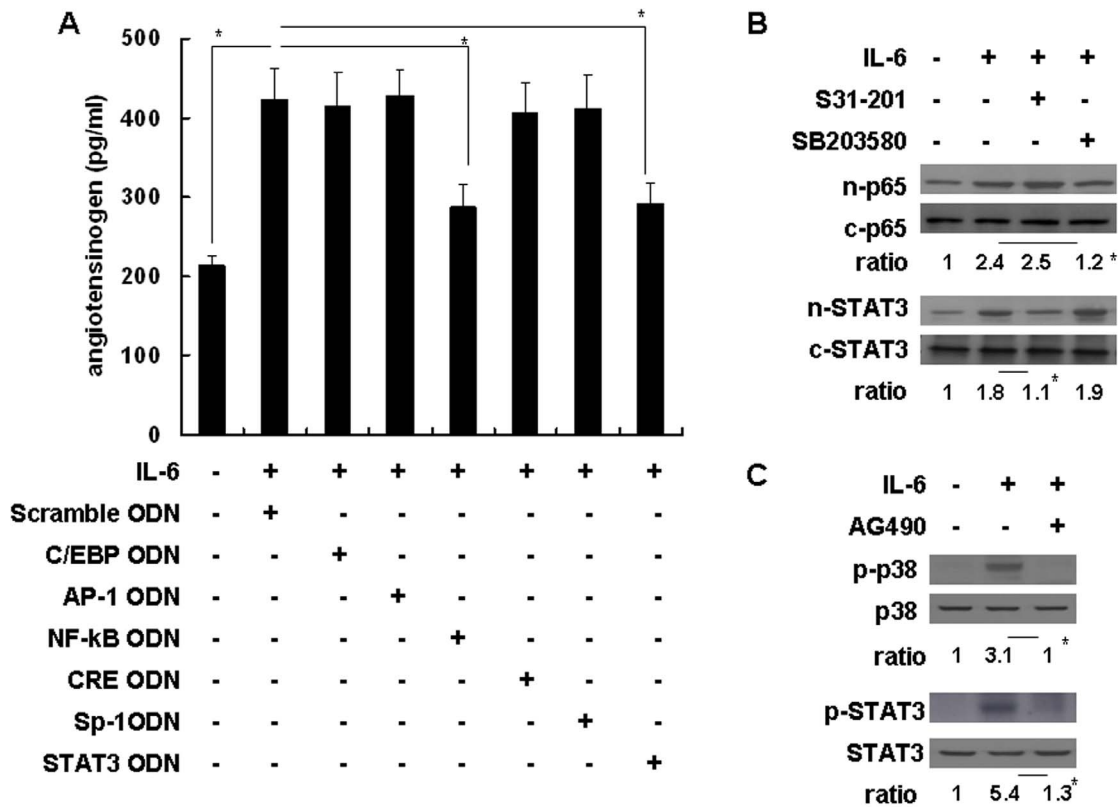 A
*
*
*
angiotensinogen (pg/ml)
500
400
300
200
100
0
IL-6 - + + + + + + +
Scramble ODN - + - - - - - -
C/EBP ODN - - + - - - - -
AP-1 ODN - - - + - - - -
NF-kB ODN - - - - + - - -
CRE ODN - - - - - + - -
Sp-1ODN - - - - - - + -
STAT3 ODN - - - - - - - +
B
IL-6 - + + +
S31-201 - - + -
SB203580 - - - +
n-p65
c-p65
ratio 1 2.4 2.5 1.2 *
n-STAT3
c-STAT3
ratio 1 1.8 1.1 * 1.9
C
IL-6 - + +
AG490 - - +
p-p38
p38
ratio 1 3.1 1 *
p-STAT3
STAT3
ratio 1 5.4 1.3 *